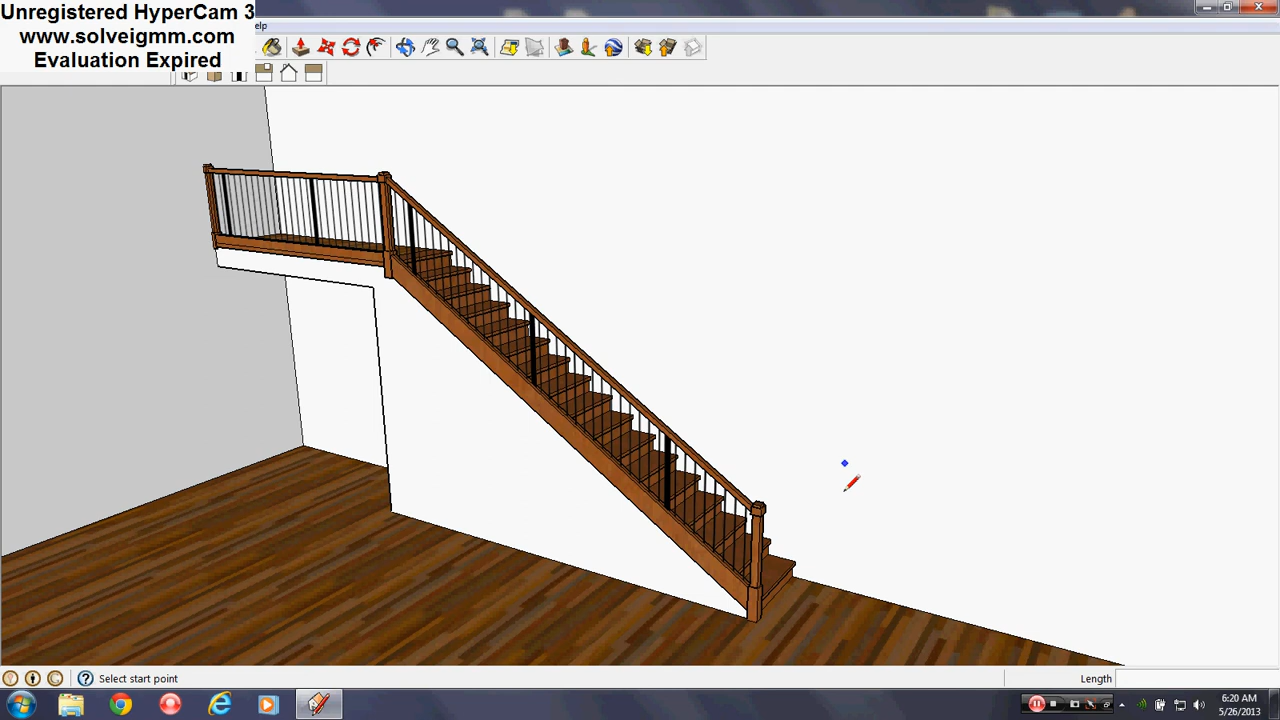 Unregistered HyperCam 3
www.solveigmm.com
Evaluation Expired
elp
Select start point
Length
6:20 AM
5/26/2013